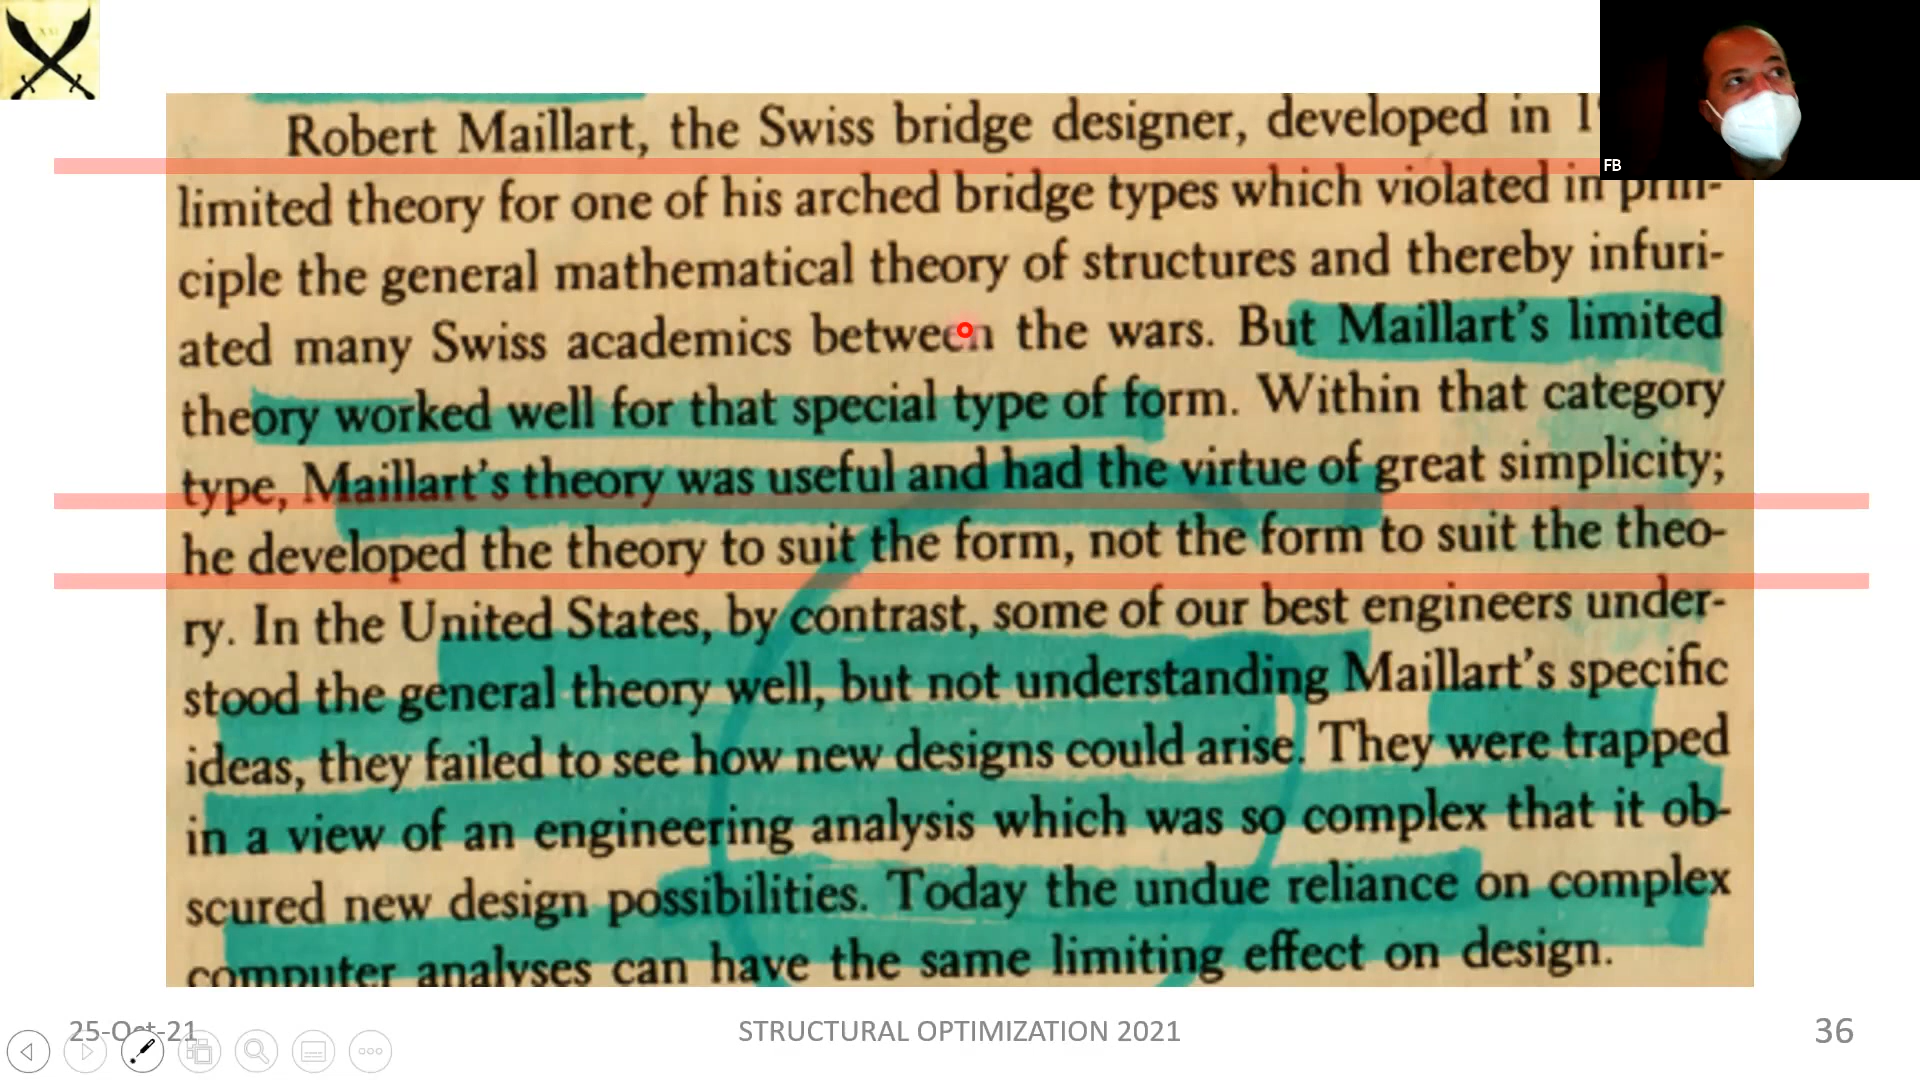 Robert Maillart, the Swiss bridge designer, developed in
FB
limited theory for one of his arched bridge types which violated in prin-
ciple the general mathematical theory of structures and thereby infuri-
ated many Swiss academics between the wars. But Maillart's limited
theory worked well for that special type of form. Within that category
type, Maillart's theory was useful and had the virtue of great simplicity;
he developed the theory to suit the form, not the form to suit the theo-
ry. In the United States, by contrast, some of our best engineers under-
stood the general theory well, but not understanding Maillart's specific
ideas, they failed to see how new designs could arise. They were trapped
in a view of an engineering analysis which was so complex that it ob-
scured new design possibilities. Today the undue reliance on complex
computer analyses can have the same limiting effect on design.
25-Oct-21
STRUCTURAL OPTIMIZATION 2021
36